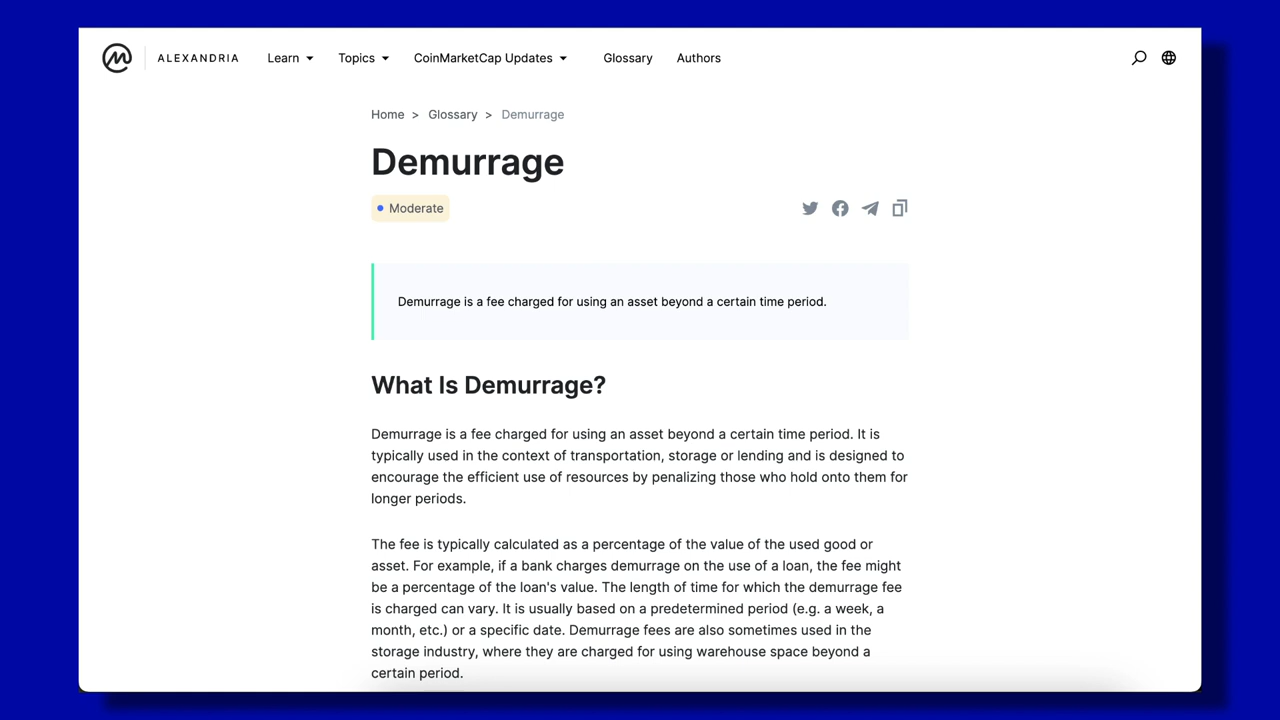 ALEXANDRIA Learn Topics CoinMarketCap Updates Glossary Authors
Home > Glossary > Demurrage
Demurrage
Moderate
Demurrage is a fee charged for using an asset beyond a certain time period.
What Is Demurrage?
Demurrage is a fee charged for using an asset beyond a certain time period. It is
typically used in the context of transportation, storage or lending and is designed to
encourage the efficient use of resources by penalizing those who hold onto them for
longer periods.
The fee is typically calculated as a percentage of the value of the used good or
asset. For example, if a bank charges demurrage on the use of a loan, the fee might
be a percentage of the loan's value. The length of time for which the demurrage fee
is charged can vary. It is usually based on a predetermined period (e.g. a week, a
month, etc.) or a specific date. Demurrage fees are also sometimes used in the
storage industry, where they are charged for using warehouse space beyond a
certain period.